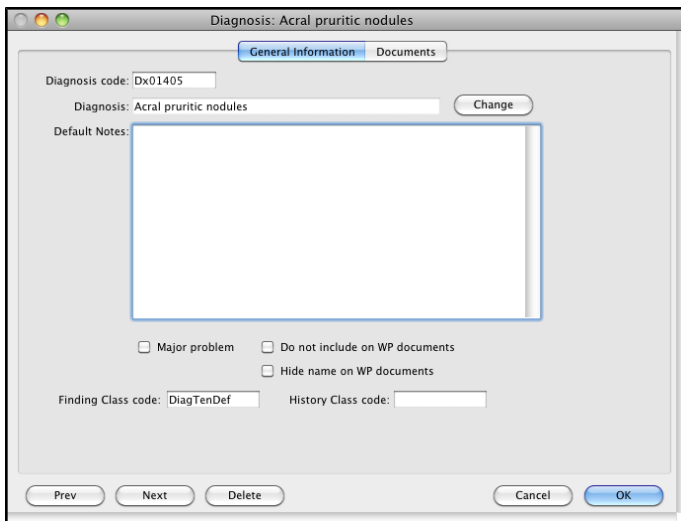 Diagnosis: Acral pruritic nodules
General Information Documents
Diagnosis code: Dx01405
Diagnosis: Acral pruritic nodules Change
Default Notes:
Major problem Do not include on WP documents
Hide name on WP documents
Finding Class code: DiagTenDef History Class code:
Prev Next Delete Cancel OK